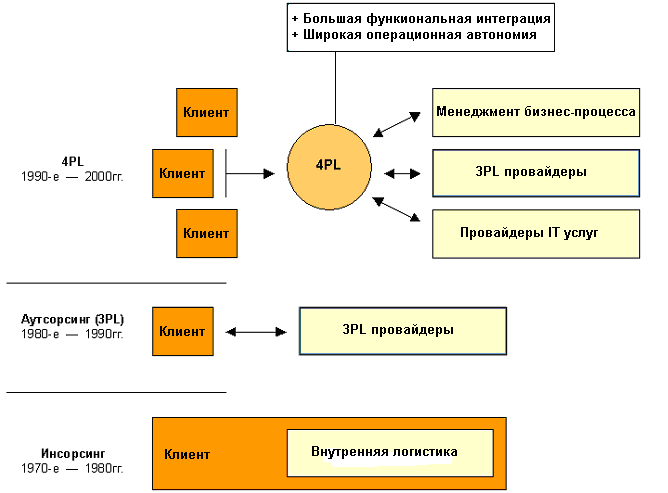 + Большая функиональная интеграция
+ Широкая операционная автономия
Клиент
Менеджмент бизнес-процесса
4PL
1990-е — 2000гг.
Клиент
4PL
3PL провайдеры
Клиент
Провайдеры IT услуг
Аутсорсинг (3PL)
1980-е — 1990гг.
Клиент
3PL провайдеры
Инсорсинг
1970-е — 1980гг.
Клиент
Внутренняя логистика